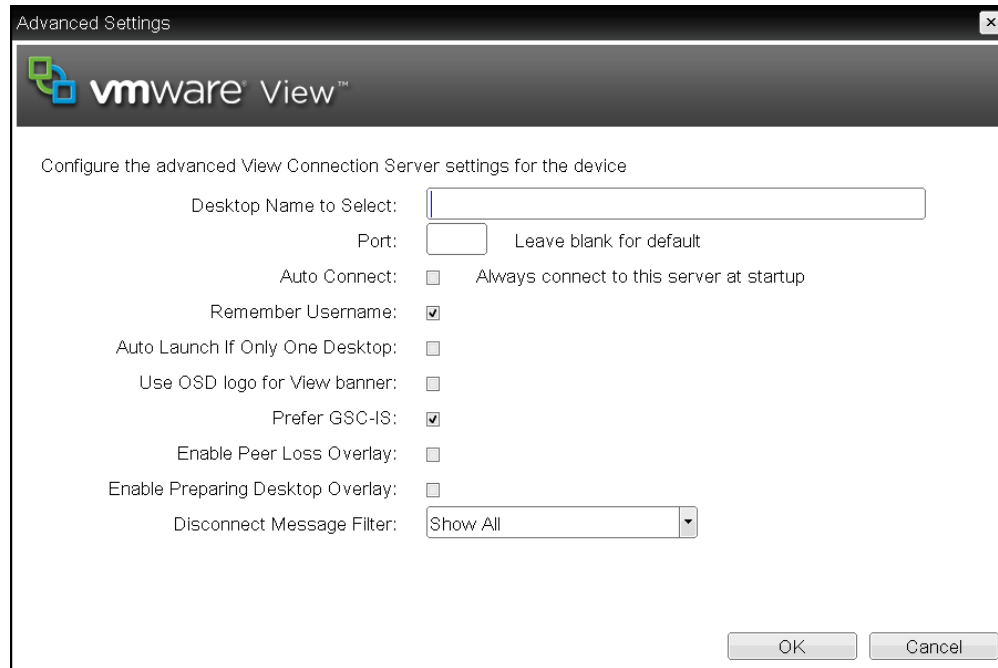 Advanced Settings
vmware® View™
Configure the advanced View Connection Server settings for the device
Desktop Name to Select:
Port: Leave blank for default
Auto Connect: Always connect to this server at startup
Remember Username:
Auto Launch If Only One Desktop:
Use OSD logo for View banner:
Prefer GSC-IS:
Enable Peer Loss Overlay:
Enable Preparing Desktop Overlay:
Disconnect Message Filter: Show All
OK Cancel